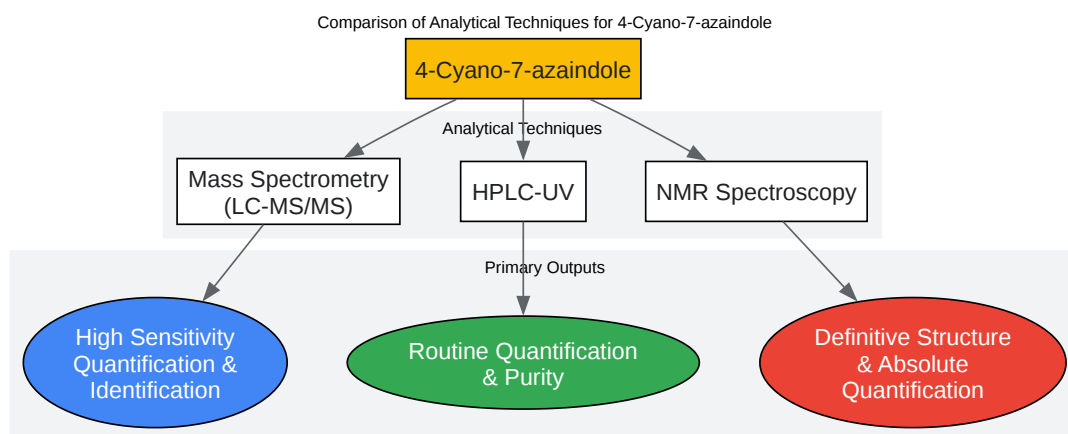 Comparison of Analytical Techniques for 4-Cyano-7-azaindole
4-Cyano-7-azaindole
Analytical Techniques
Mass Spectrometry
(LC-MS/MS)
HPLC-UV
NMR Spectroscopy
Primary Outputs
High Sensitivity
Quantification &
Identification
Routine Quantification
& Purity
Definitive Structure
& Absolute
Quantification